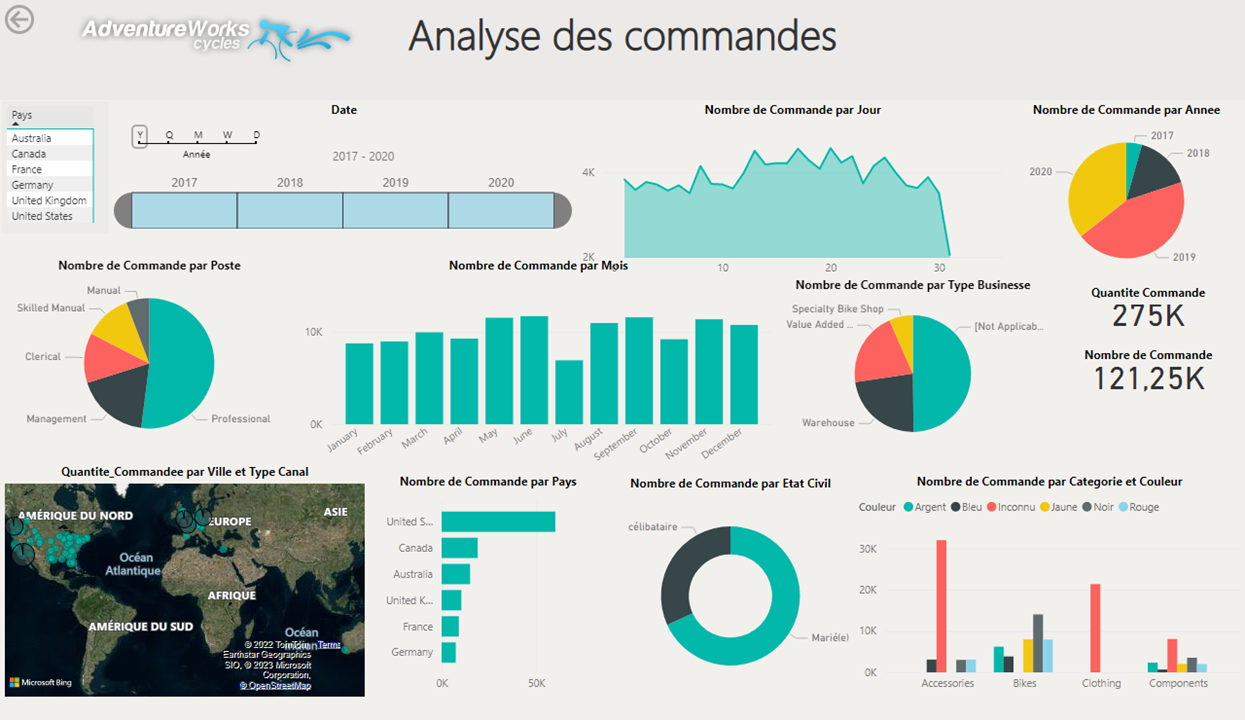 AdventureWorks
cycles
Analyse des commandes
Pays
Australia
Canada
France
Germany
United Kingdom
United States
Date
Y Q M W D
Année
2017 - 2020
2017 2018 2019 2020
Nombre de Commande par Jour
4K
2K
10 20 30
Nombre de Commande par Annee
2017
2018
2020
2019
Nombre de Commande par Poste
Manual
Skilled Manual
Clerical
Management
Professional
Nombre de Commande par Mois
10K
0K
January February March April May June July August September October November December
Nombre de Commande par Type Businesse
Specialty Bike Shop
Value Added ...
[Not Applicab...
Warehouse
Quantite Commande
275K
Nombre de Commande
121,25K
Quantite_Commandee par Ville et Type Canal
AMÉRIQUE DU NORD
EUROPE
ASIE
Océan
Atlantique
AFRIQUE
AMÉRIQUE DU SUD
Océan
© 2022 TomTom Terms
Earthstar Geographics
SIO, © 2023 Microsoft
Corporation,
© OpenStreetMap
Microsoft Bing
Nombre de Commande par Pays
United S...
Canada
Australia
United K...
France
Germany
0K 50K
Nombre de Commande par Etat Civil
célibataire
Marié(e)
Nombre de Commande par Categorie et Couleur
Couleur Argent Bleu Inconnu Jaune Noir Rouge
30K
20K
10K
0K
Accessories Bikes Clothing Components